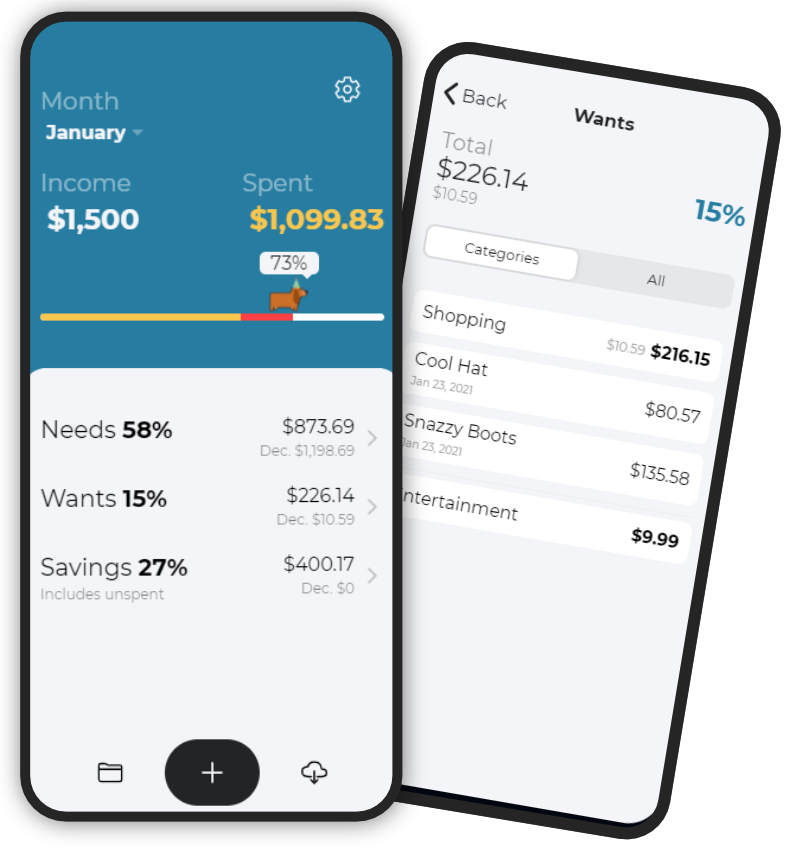 Month
January
Income Spent
$1,500 $1,099.83
73%
Needs 58% $873.69
Dec. $1,198.69
Wants 15% $226.14
Dec. $10.59
Savings 27% $400.17
Includes unspent Dec. $0
Back Wants
Total
$226.14
$10.59 15%
Categories All
Shopping $10.59 $216.15
Cool Hat
Jan 23, 2021 $80.57
Snazzy Boots
Jan 23, 2021 $135.58
ntertainment $9.99